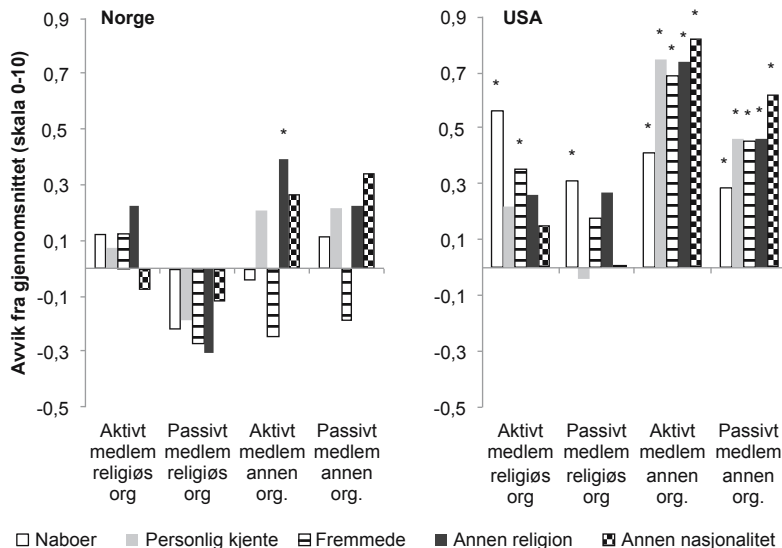 Norge
USA
Avvik fra gjennomsnittet (skala 0-10)
0,9
0,7
0,5
0,3
0,1
-0,1
-0,3
-0,5
*
Aktivt
medlem
religiøs
org
Passivt
medlem
religiøs
org
Aktivt
medlem
annen
org.
Passivt
medlem
annen
org.
0,9
0,7
0,5
0,3
0,1
-0,1
-0,3
-0,5
* * * * * * * * * * * * *
Aktivt
medlem
religiøs
org
Passivt
medlem
religiøs
org
Aktivt
medlem
annen
org.
Passivt
medlem
annen
org.
Naboer Personlig kjente Fremmede Annen religion Annen nasjonalitet